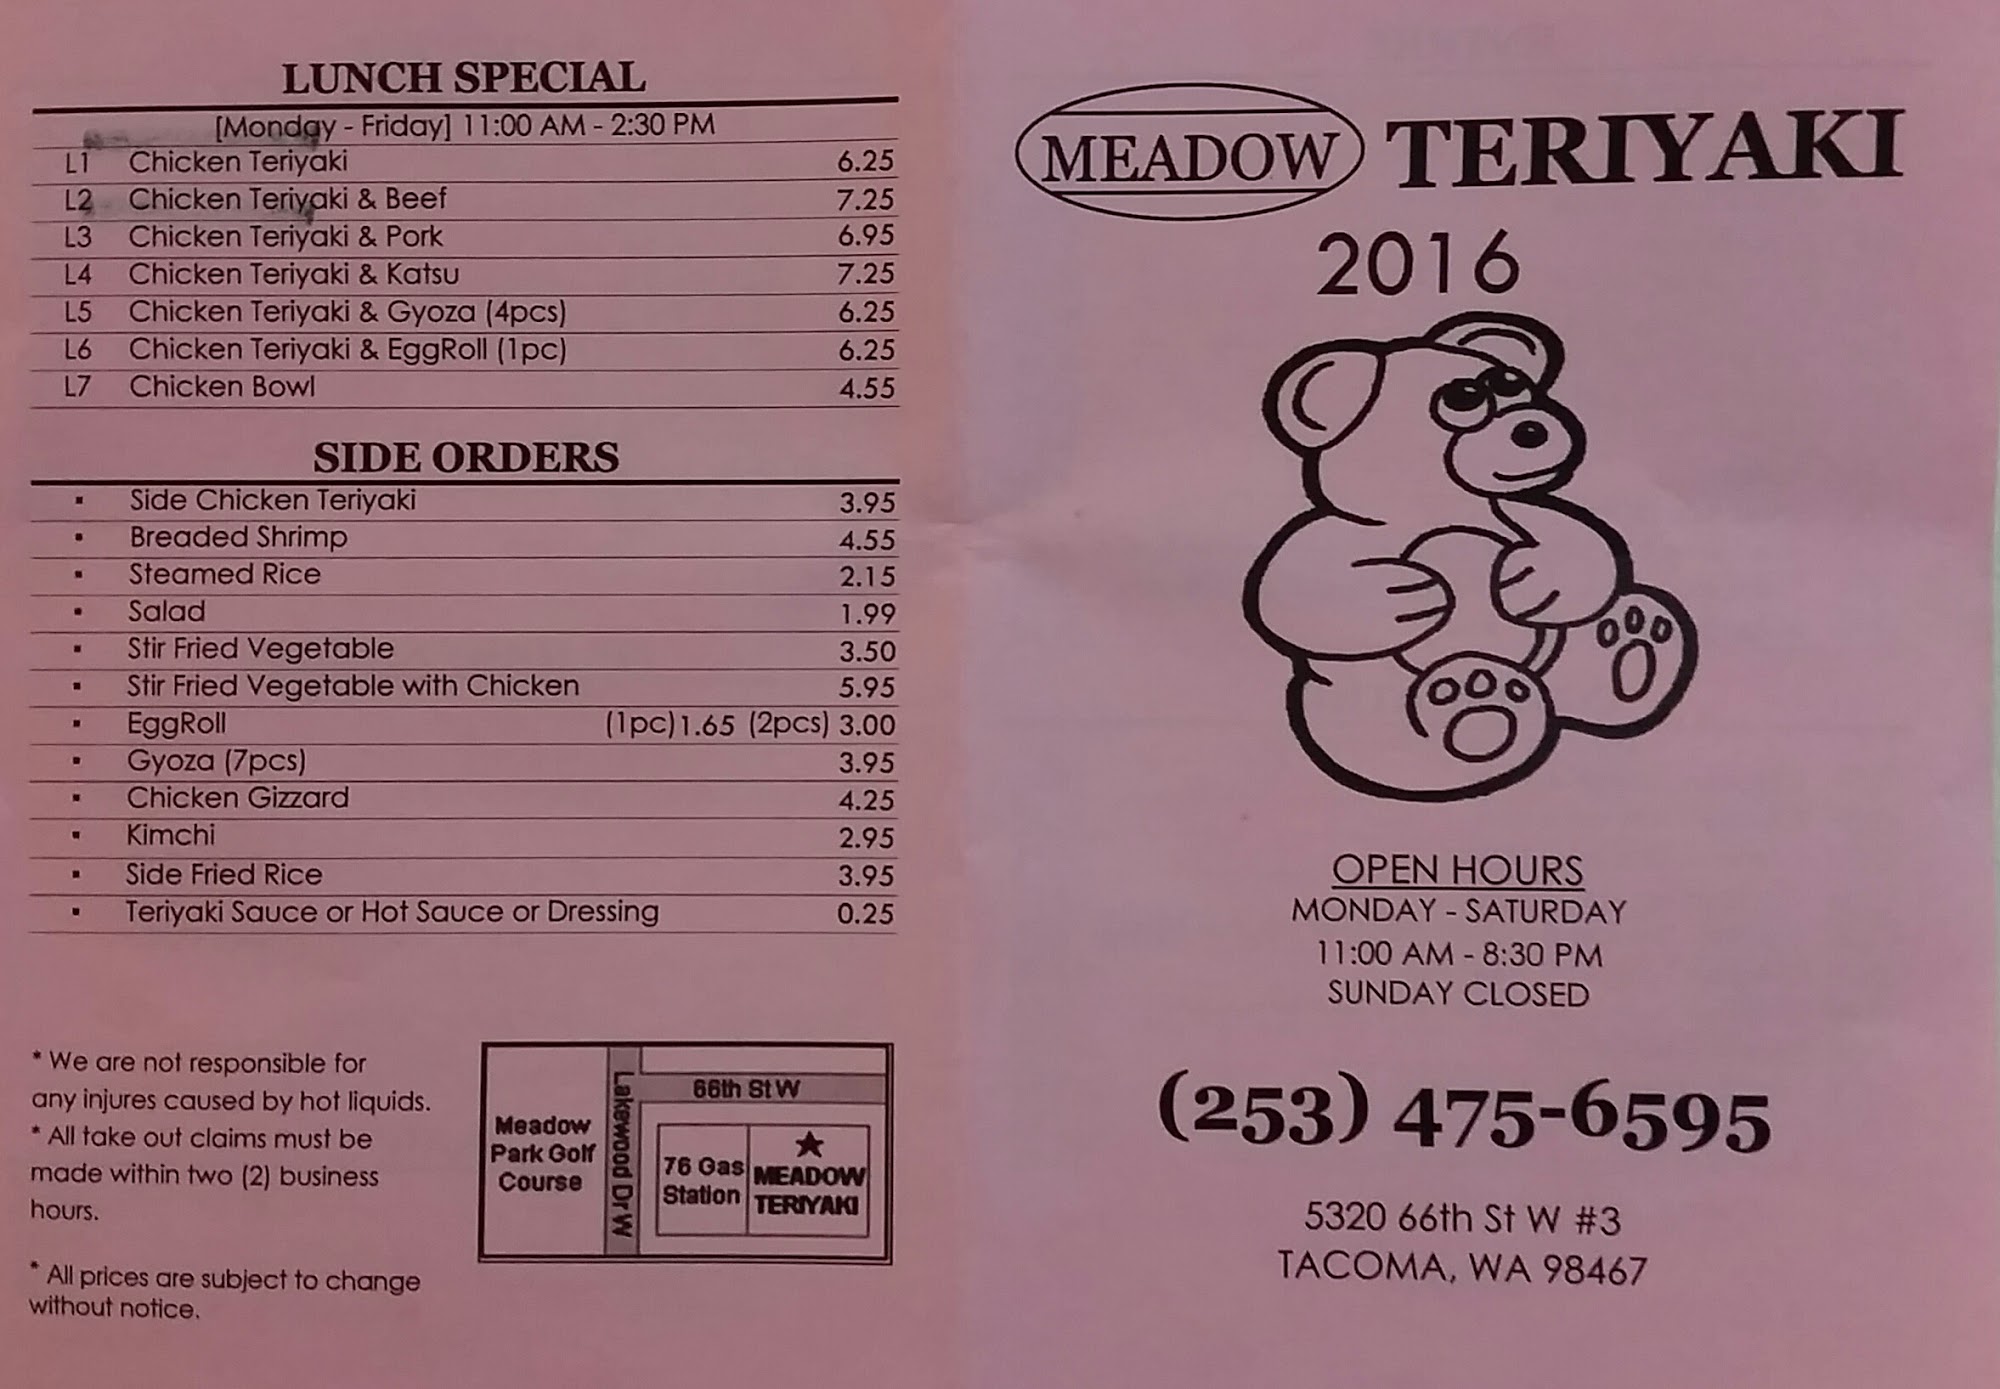 LUNCH SPECIAL
[Monday - Friday] 11:00 AM - 2:30 PM
L1 Chicken Teriyaki 6.25
L2 Chicken Teriyaki & Beef 7.25
L3 Chicken Teriyaki & Pork 6.95
L4 Chicken Teriyaki & Katsu 7.25
L5 Chicken Teriyaki & Gyoza (4pcs) 6.25
L6 Chicken Teriyaki & EggRoll (1pc) 6.25
L7 Chicken Bowl 4.55
SIDE ORDERS
▪ Side Chicken Teriyaki 3.95
▪ Breaded Shrimp 4.55
▪ Steamed Rice 2.15
▪ Salad 1.99
▪ Stir Fried Vegetable 3.50
▪ Stir Fried Vegetable with Chicken 5.95
▪ EggRoll (1pc) 1.65 (2pcs) 3.00
▪ Gyoza (7pcs) 3.95
▪ Chicken Gizzard 4.25
▪ Kimchi 2.95
▪ Side Fried Rice 3.95
▪ Teriyaki Sauce or Hot Sauce or Dressing 0.25
* We are not responsible for
any injures caused by hot liquids.
* All take out claims must be
made within two (2) business
hours.
* All prices are subject to change
without notice.
Meadow
Park Golf
Course
Lakewood Dr W
66th St W
76 Gas
Station
★
MEADOW
TERIYAKI
MEADOW TERIYAKI
2016
OPEN HOURS
MONDAY - SATURDAY
11:00 AM - 8:30 PM
SUNDAY CLOSED
(253) 475-6595
5320 66th St W #3
TACOMA, WA 98467